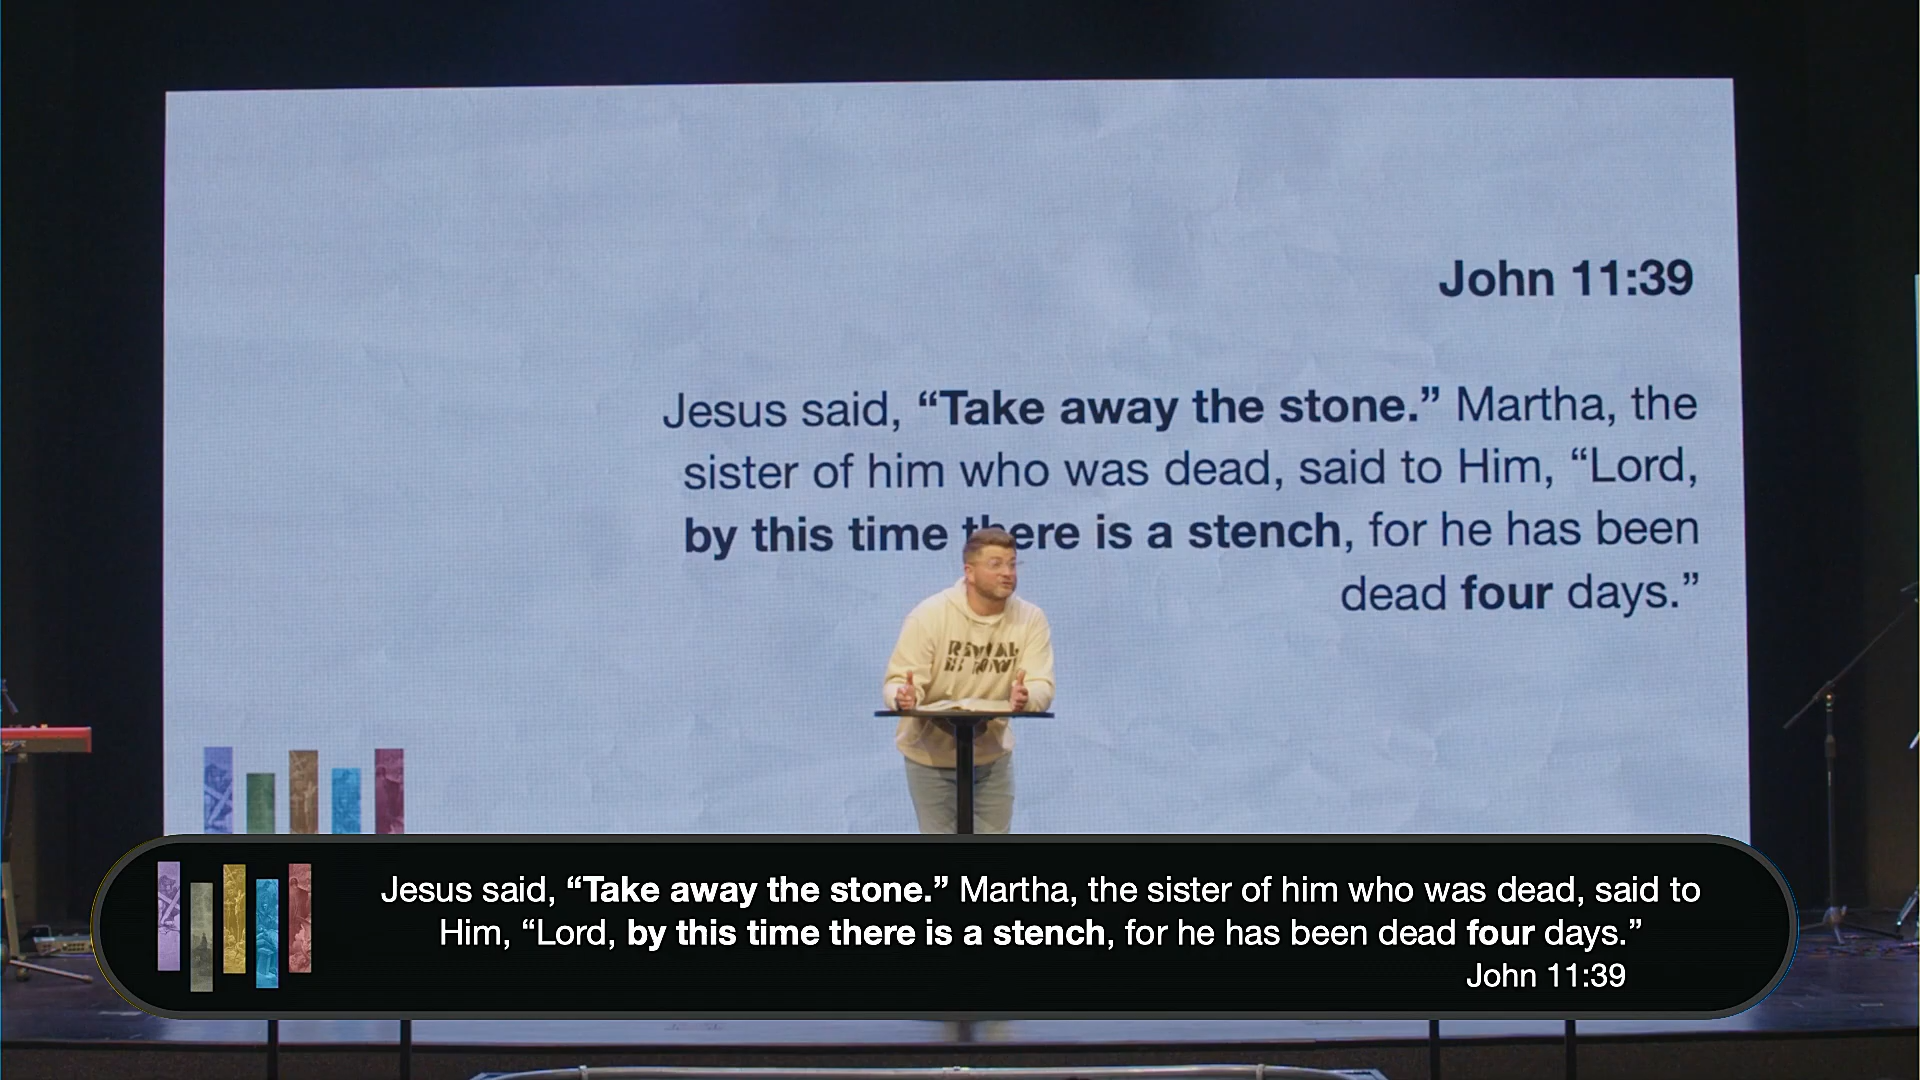 John 11:39
Jesus said, “Take away the stone.” Martha, the
sister of him who was dead, said to Him, “Lord,
by this time there is a stench, for he has been
dead four days.”
REVIVAL
IS NOW
Jesus said, “Take away the stone.” Martha, the sister of him who was dead, said to
Him, “Lord, by this time there is a stench, for he has been dead four days.”
John 11:39